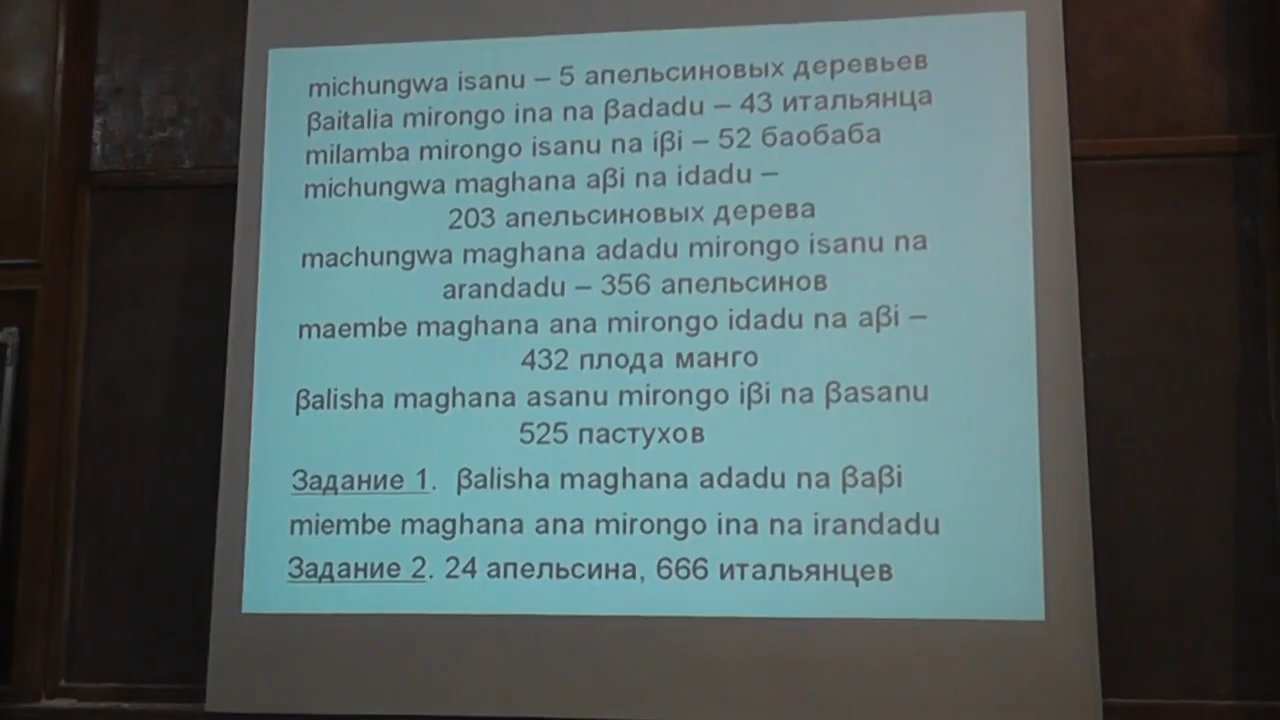 michungwa isanu – 5 апельсиновых деревьев
βaitalia mirongo ina na βadadu – 43 итальянца
milamba mirongo isanu na iβi – 52 баобаба
michungwa maghana aβi na idadu –
203 апельсиновых дерева
machungwa maghana adadu mirongo isanu na
arandadu – 356 апельсинов
maembe maghana ana mirongo idadu na aβi –
432 плода манго
βalisha maghana asanu mirongo iβi na βasanu
525 пастухов
Задание 1. βalisha maghana adadu na βaβi
miembe maghana ana mirongo ina na irandadu
Задание 2. 24 апельсина, 666 итальянцев